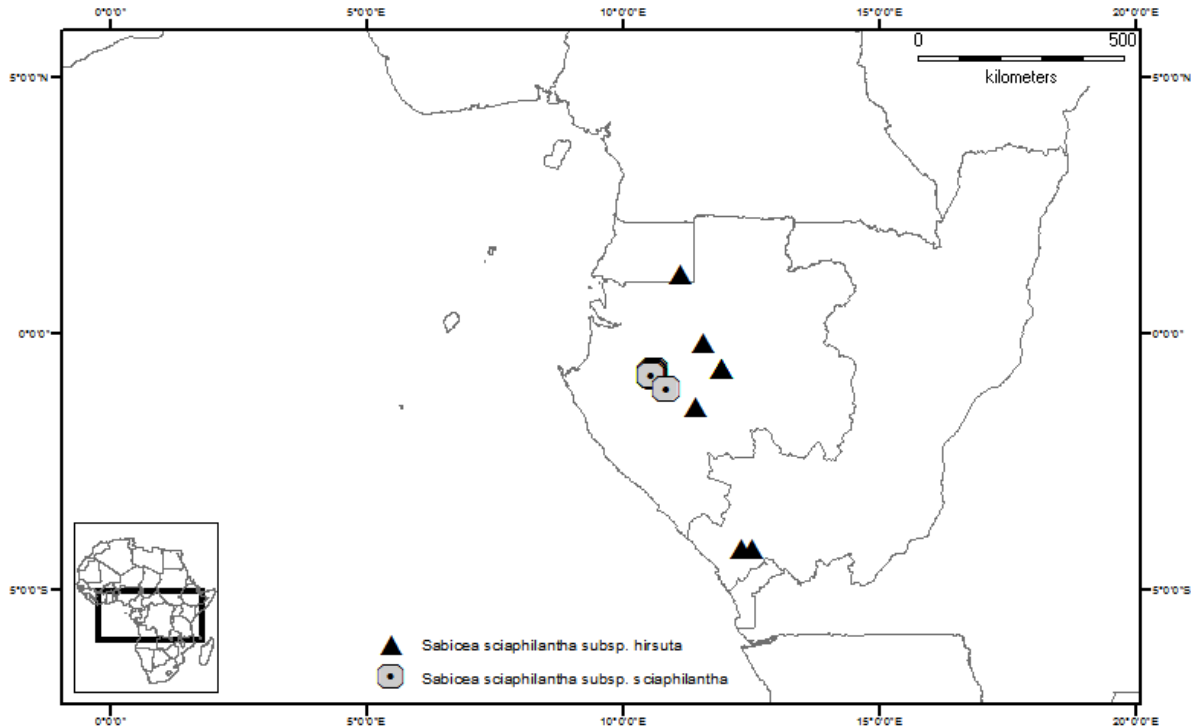 0°0'0" 5°0'0"E 10°0'0"E 15°0'0"E 20°0'0"E
0 500
kilometers
5°0'0"N 5°0'0"N
0°0'0" 0°0'0"
5°0'0"S 5°0'0"S
Sabicea sciaphilantha subsp. hirsuta
Sabicea sciaphilantha subsp. sciaphilantha
0°0'0" 5°0'0"E 10°0'0"E 15°0'0"E 20°0'0"E